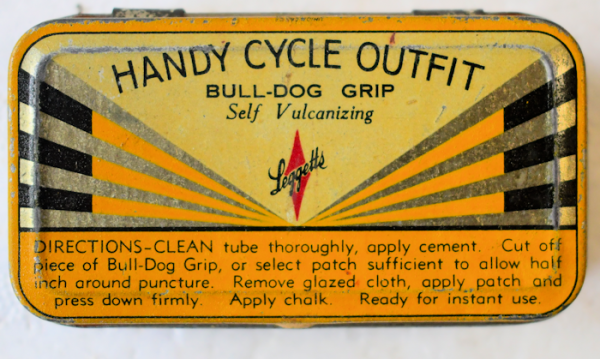 HANDY CYCLE OUTFIT
BULL-DOG GRIP
Self Vulcanizing
Leggetts
DIRECTIONS-CLEAN tube thoroughly, apply cement. Cut off
piece of Bull-Dog Grip, or select patch sufficient to allow half
inch around puncture. Remove glazed cloth, apply patch and
press down firmly. Apply chalk. Ready for instant use.